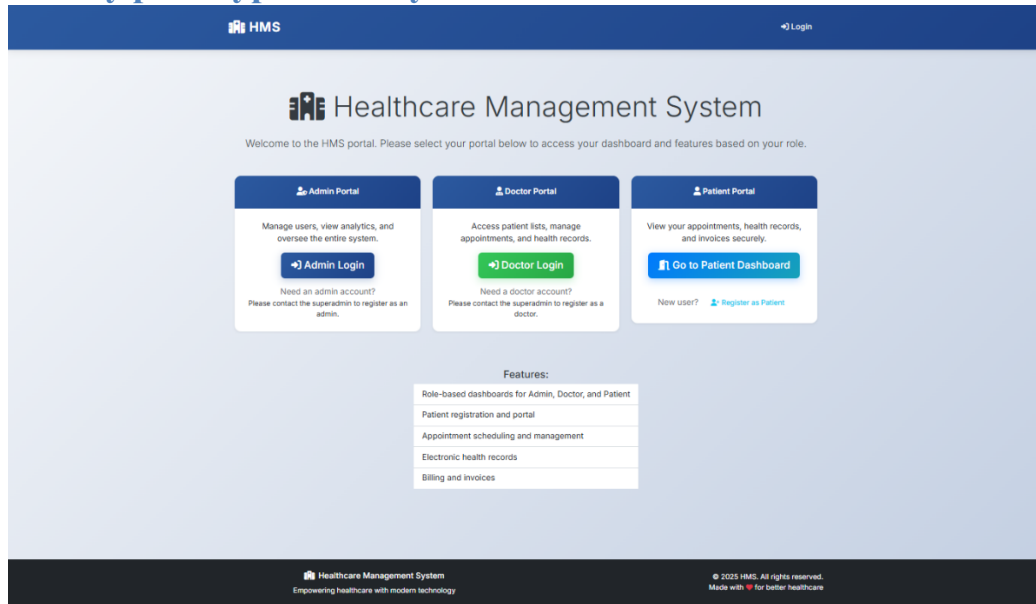 HMS
Login
Healthcare Management System
Welcome to the HMS portal. Please select your portal below to access your dashboard and features based on your role.
Admin Portal
Manage users, view analytics, and
oversee the entire system.
Admin Login
Need an admin account?
Please contact the superadmin to register as an
admin.
Doctor Portal
Access patient lists, manage
appointments, and health records.
Doctor Login
Need a doctor account?
Please contact the superadmin to register as a
doctor.
Patient Portal
View your appointments, health records,
and invoices securely.
Go to Patient Dashboard
New user? Register as Patient
Features:
Role-based dashboards for Admin, Doctor, and Patient
Patient registration and portal
Appointment scheduling and management
Electronic health records
Billing and invoices
Healthcare Management System
Empowering healthcare with modern technology
© 2025 HMS. All rights reserved.
Made with ❤ for better healthcare